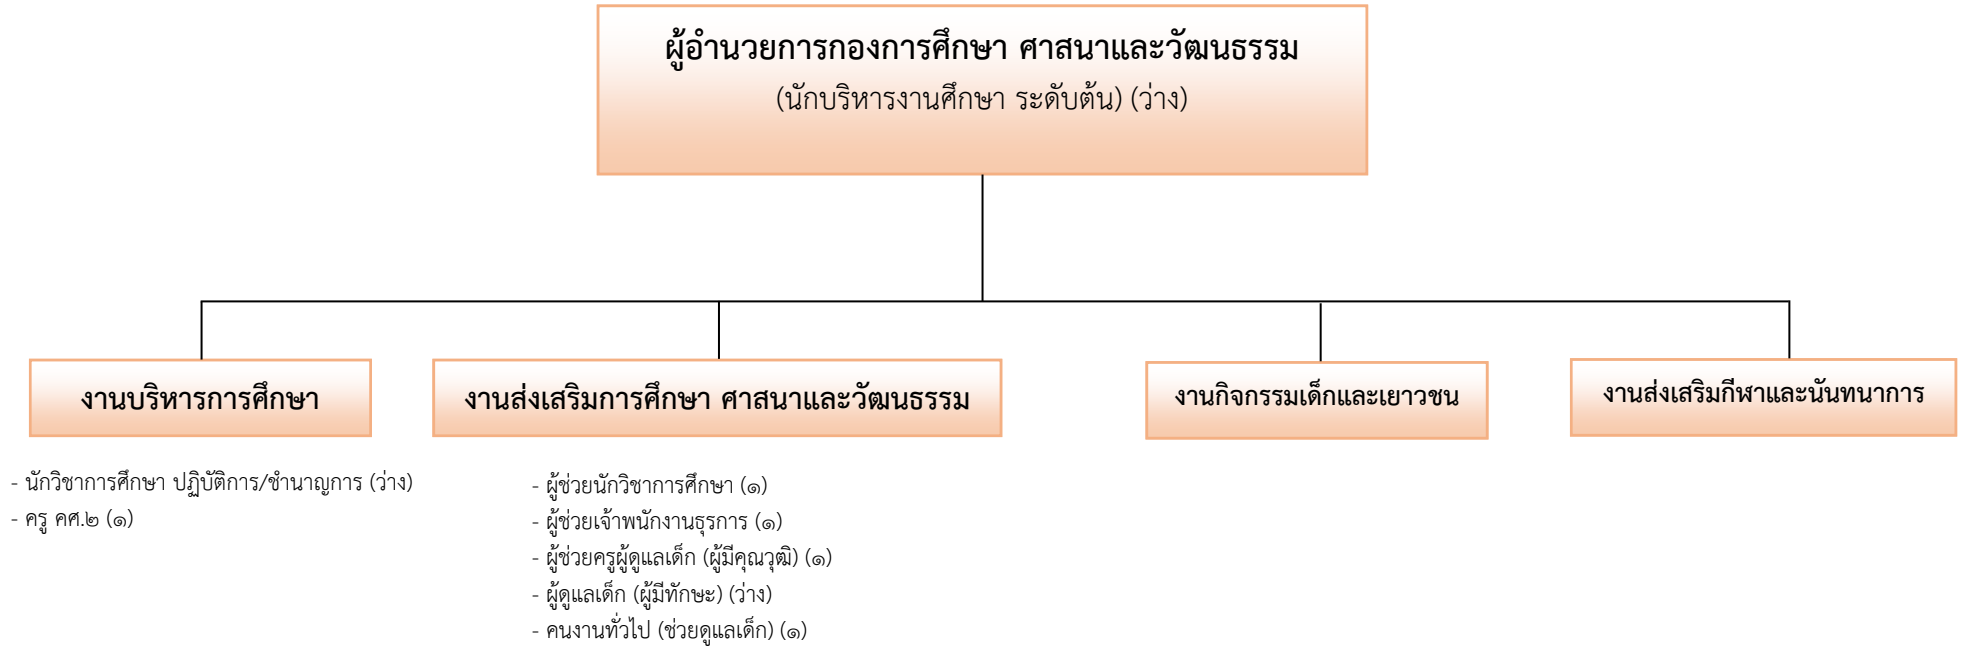 ผู้อำนวยการกองการศึกษา ศาสนาและวัฒนธรรม
(นักบริหารงานศึกษา ระดับต้น) (ว่าง)
งานบริหารการศึกษา
งานส่งเสริมการศึกษา ศาสนาและวัฒนธรรม
งานกิจกรรมเด็กและเยาวชน
งานส่งเสริมกีฬาและนันทนาการ
- นักวิชาการศึกษา ปฏิบัติการ/ชำนาญการ (ว่าง)
- ครู คศ.๒ (๑)
- ผู้ช่วยนักวิชาการศึกษา (๑)
- ผู้ช่วยเจ้าพนักงานธุรการ (๑)
- ผู้ช่วยครูผู้ดูแลเด็ก (ผู้มีคุณวุฒิ) (๑)
- ผู้ดูแลเด็ก (ผู้มีทักษะ) (ว่าง)
- คนงานทั่วไป (ช่วยดูแลเด็ก) (๑)